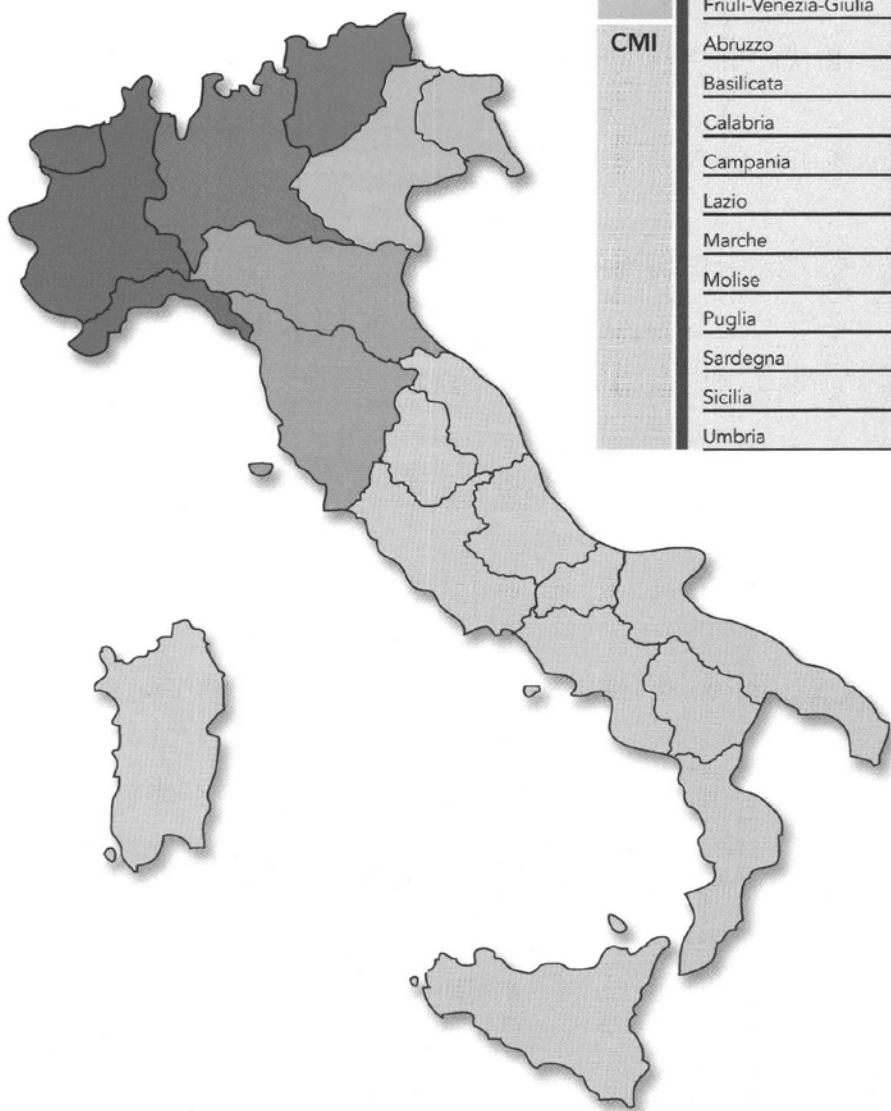 Friuli-Venezia-Giulia
CMI
Abruzzo
Basilicata
Calabria
Campania
Lazio
Marche
Molise
Puglia
Sardegna
Sicilia
Umbria